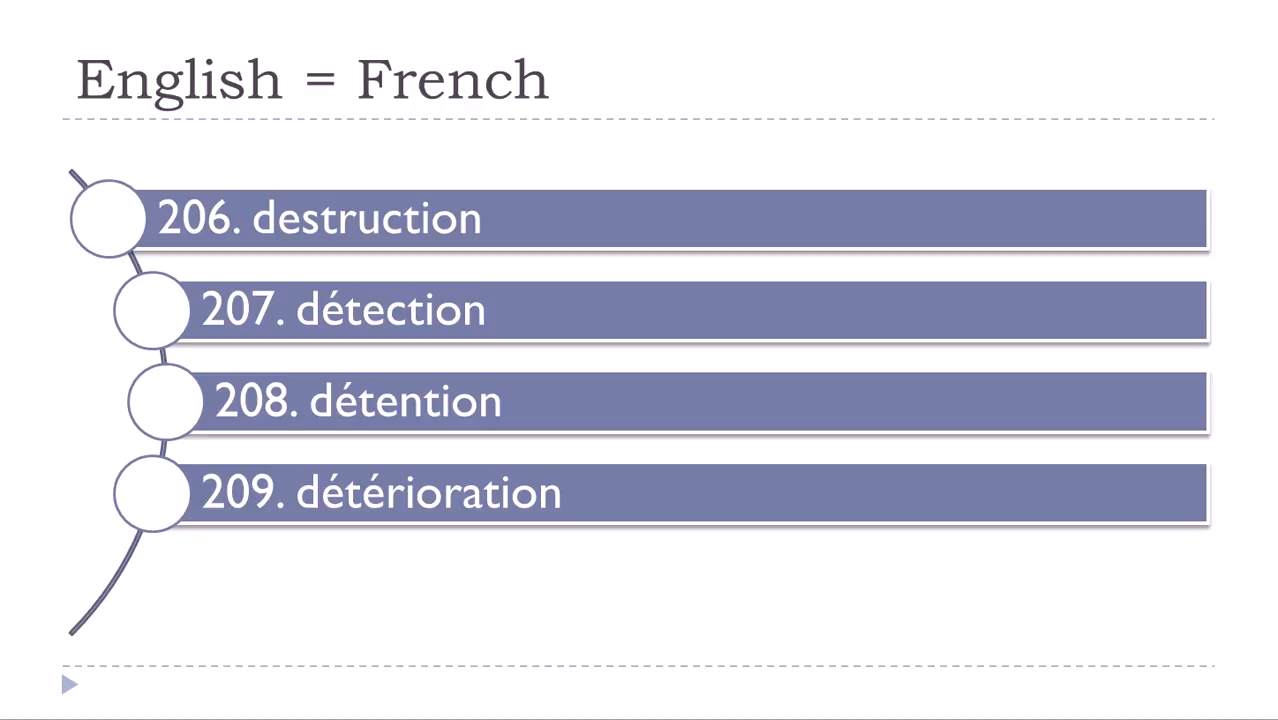 English = French
206. destruction
207. détection
208. détention
209. détérioration